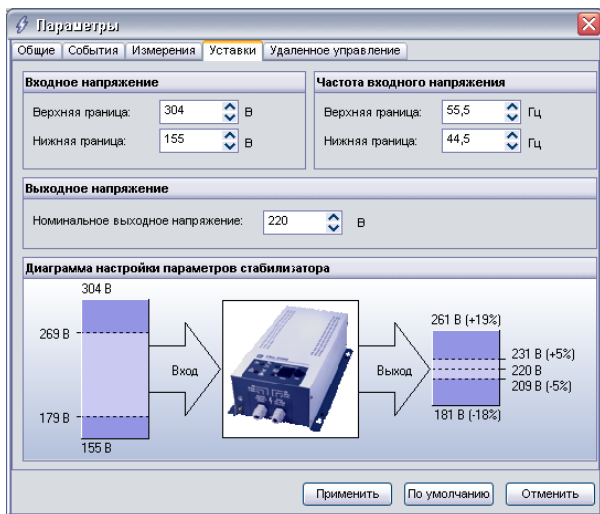 Параметры
Общие События Измерения Уставки Удаленное управление
Входное напряжение
Верхняя граница: 304 В
Нижняя граница: 155 В
Частота входного напряжения
Верхняя граница: 55,5 Гц
Нижняя граница: 44,5 Гц
Выходное напряжение
Номинальное выходное напряжение: 220 В
Диаграмма настройки параметров стабилизатора
304 В
269 В
179 В
155 В
Вход
Выход
261 В (+19%)
231 В (+5%)
220 В
209 В (-5%)
181 В (-18%)
Применить По умолчанию Отменить